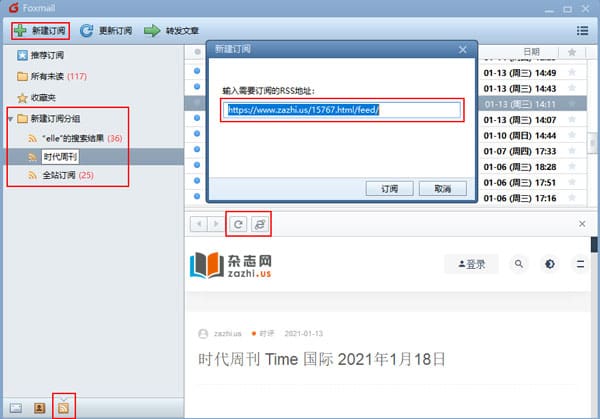 Foxmail
新建订阅
更新订阅
转发文章
推荐订阅
所有未读 (117)
收藏夹
新建订阅分组
"elle"的搜索结果 (36)
时代周刊
全站订阅 (25)
新建订阅
输入需要订阅的RSS地址:
https://www.zazhi.us/15767.html/feed/
订阅
取消
日期
01-13 (周三) 14:49
01-13 (周三) 14:43
01-13 (周三) 14:11
01-13 (周三) 14:07
01-10 (周日) 14:44
01-07 (周四) 17:33
01-06 (周三) 18:28
01-06 (周三) 17:51
01-06 (周三) 17:16
杂志网
zazhi.us
登录
zazhi.us
时评
2021-01-13
时代周刊 Time 国际 2021年1月18日